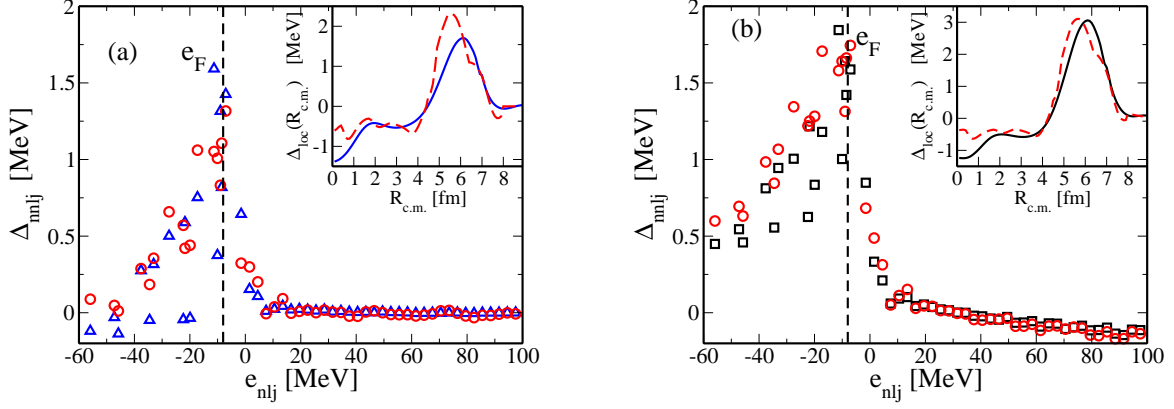 (a)
e_F
Δ_nnlj [MeV]
2
1.5
1
0.5
0
-60 -40 -20 0 20 40 60 80 100
e_nlj [MeV]
Δ_loc(R_c.m.) [MeV]
2
1
0
-1
0 1 2 3 4 5 6 7 8
R_c.m. [fm]
(b)
e_F
Δ_nnlj [MeV]
2
1.5
1
0.5
0
-60 -40 -20 0 20 40 60 80 100
e_nlj [MeV]
Δ_loc(R_c.m.) [MeV]
3
2
1
0
-1
0 1 2 3 4 5 6 7 8
R_c.m. [fm]